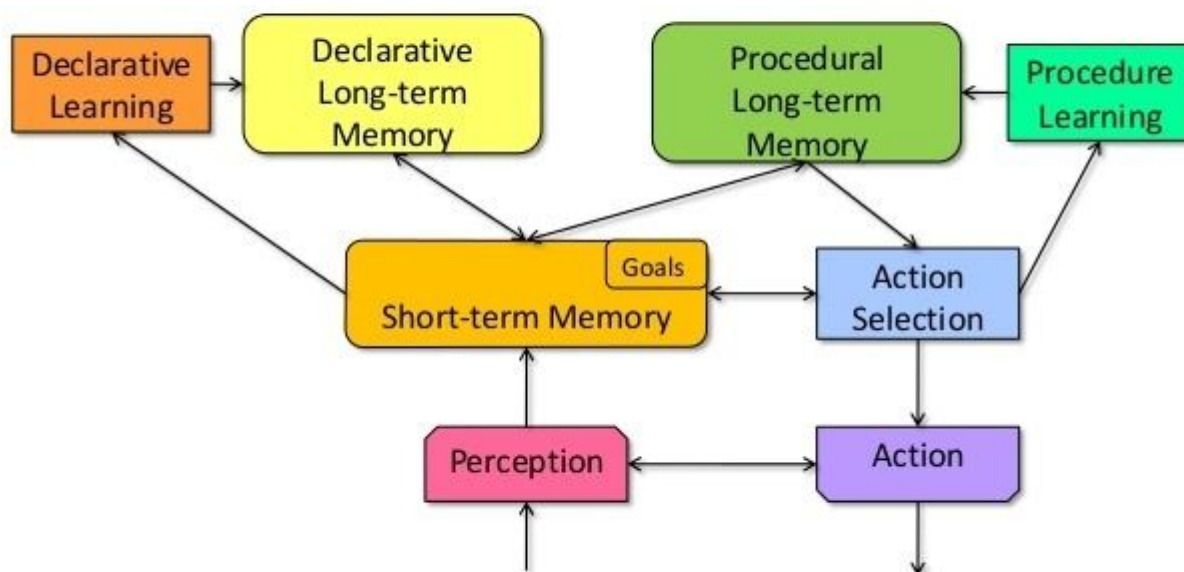 Declarative
Learning
Declarative
Long-term
Memory
Procedural
Long-term
Memory
Procedure
Learning
Goals
Short-term Memory
Action
Selection
Perception
Action